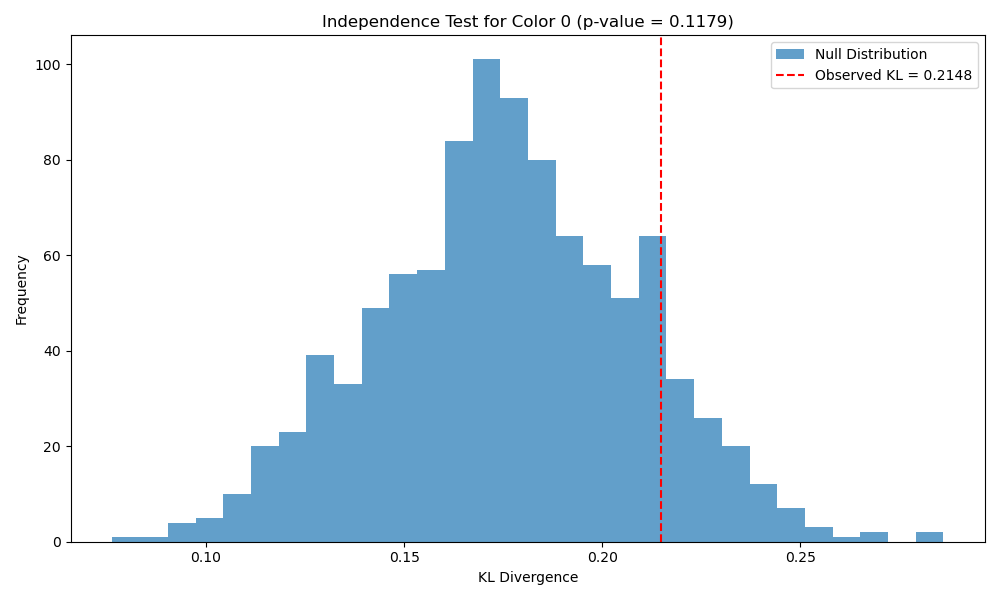 Independence Test for Color 0 (p-value = 0.1179)
Null Distribution
Observed KL = 0.2148
Frequency
100
80
60
40
20
0
0.10 0.15 0.20 0.25
KL Divergence